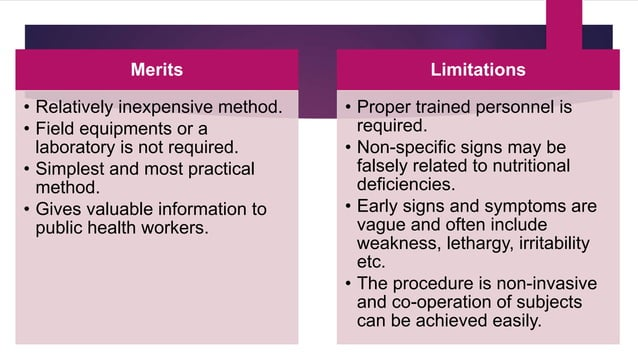 Merits
• Relatively inexpensive method.
• Field equipments or a
laboratory is not required.
• Simplest and most practical
method.
• Gives valuable information to
public health workers.
Limitations
• Proper trained personnel is
required.
• Non-specific signs may be
falsely related to nutritional
deficiencies.
• Early signs and symptoms are
vague and often include
weakness, lethargy, irritability
etc.
• The procedure is non-invasive
and co-operation of subjects
can be achieved easily.